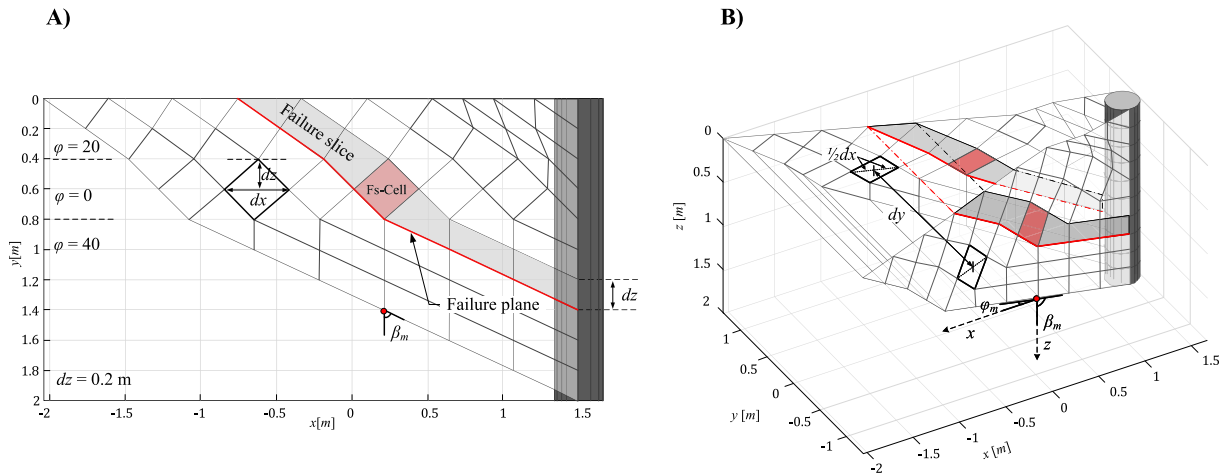 A)
0
0.2
0.4
0.6
0.8
1
1.2
1.4
1.6
1.8
2
y[m]
φ = 20
φ = 0
φ = 40
dz = 0.2 m
Failure slice
Fs-Cell
dz
dx
Failure plane
βm
dz
-2
-1.5
-1
-0.5
0
0.5
1
1.5
x[m]
B)
0
0.5
1
1.5
2
z [m]
½dx
dy
φm
βm
x
z
1
0.5
0
-0.5
-1
y [m]
-2
-1.5
-1
-0.5
0
0.5
1
1.5
x [m]